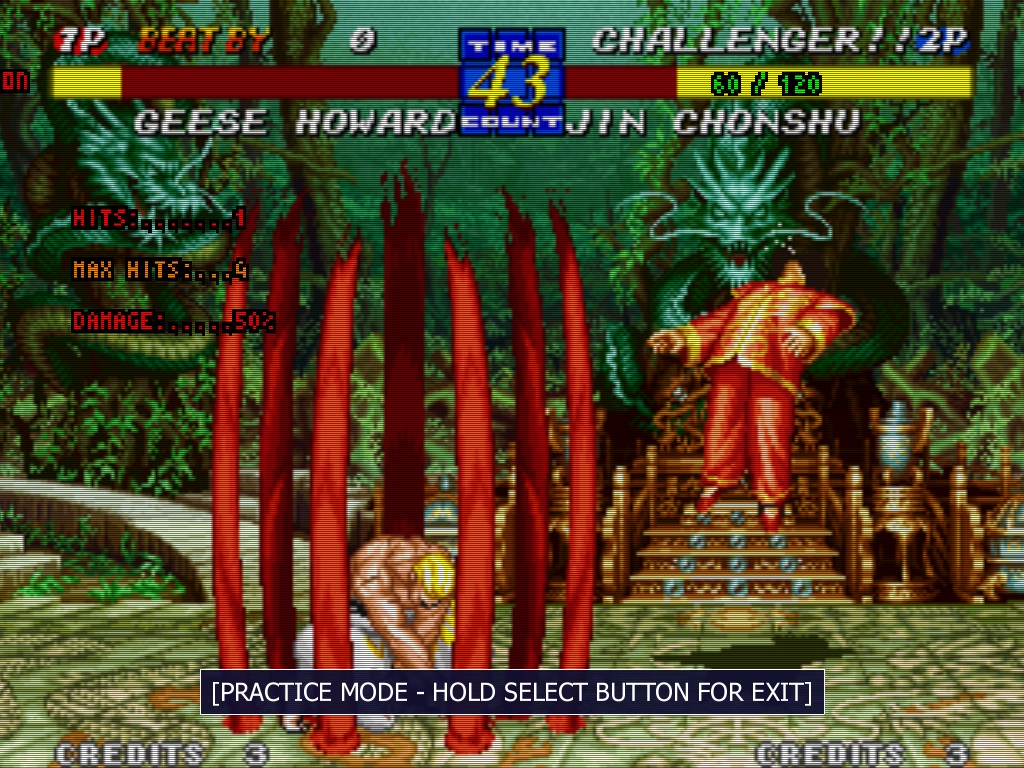 1P BEAT BY 0 TIME CHALLENGER!! 2P
ON 43 60 / 120
GEESE HOWARD COUNT JIN CHONSHU
HITS:........1
MAX HITS:...4
DAMAGE:......50%
[PRACTICE MODE - HOLD SELECT BUTTON FOR EXIT]
CREDITS 3 CREDITS 3